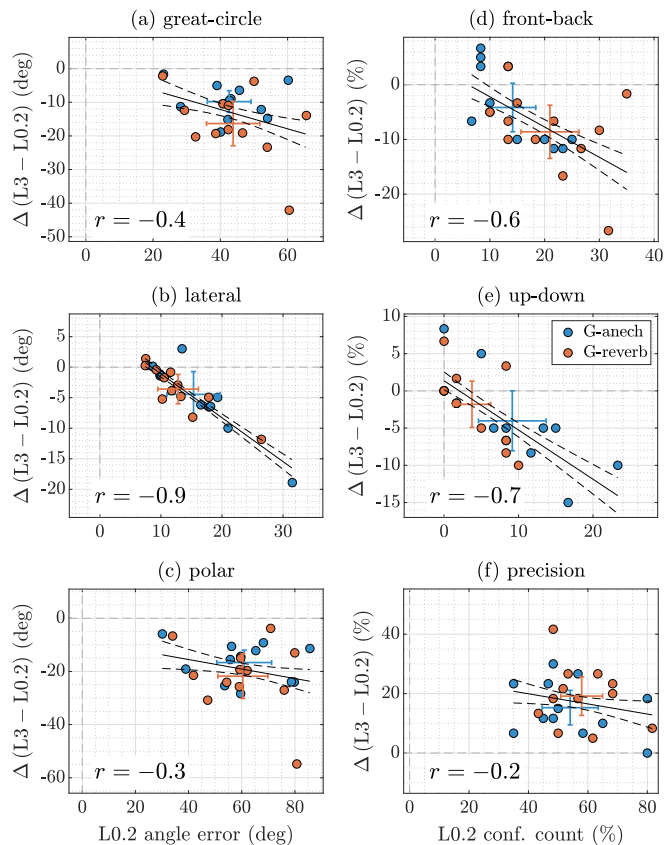 (a) great-circle
Δ (L3 − L0.2) (deg)
0
-10
-20
-30
-40
-50
0
20
40
60
r = −0.4
(d) front-back
Δ (L3 − L0.2) (%)
0
-10
-20
0
10
20
30
40
r = −0.6
(b) lateral
Δ (L3 − L0.2) (deg)
5
0
-5
-10
-15
-20
0
10
20
30
r = −0.9
(e) up-down
Δ (L3 − L0.2) (%)
10
5
0
-5
-10
-15
0
10
20
G-anech
G-reverb
r = −0.7
(c) polar
Δ (L3 − L0.2) (deg)
0
-20
-40
-60
0
20
40
60
80
r = −0.3
L0.2 angle error (deg)
(f) precision
Δ (L3 − L0.2) (%)
40
20
0
0
20
40
60
80
r = −0.2
L0.2 conf. count (%)